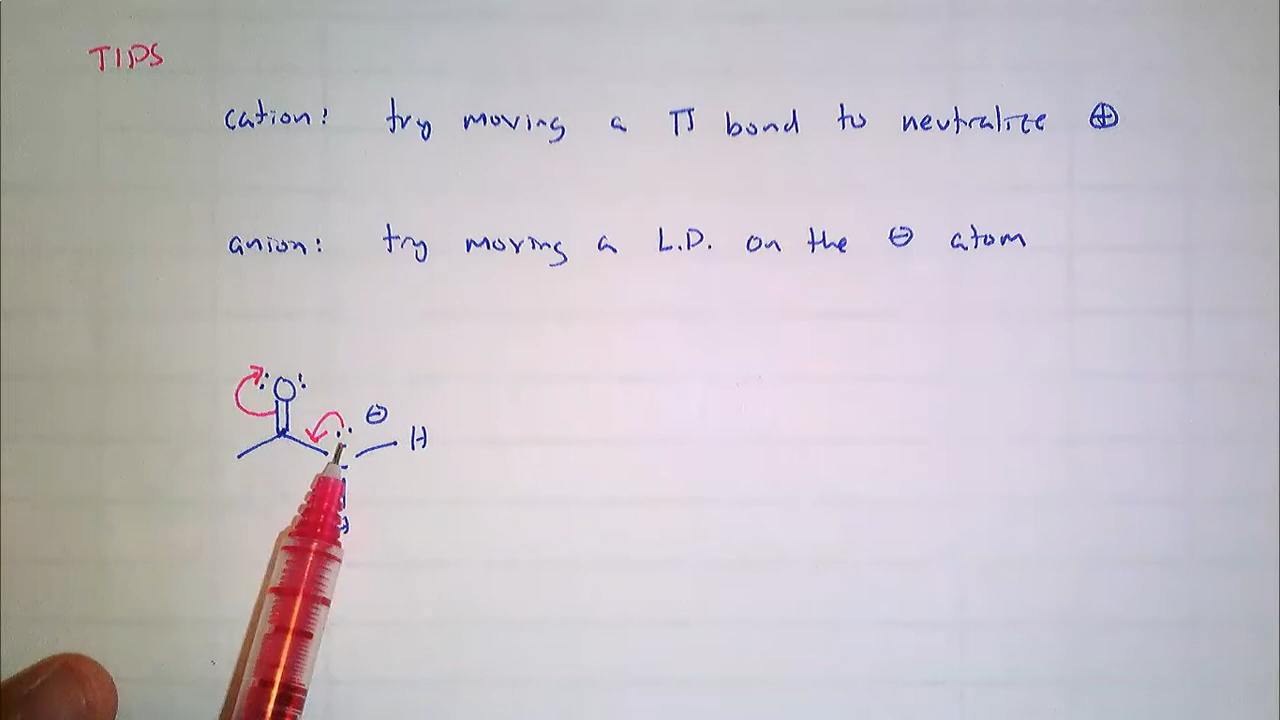 TIPS
cation: try moving a π bond to neutralize ⊕
anion: try moving a L.P. on the ⊖ atom
O
⊖
H
H